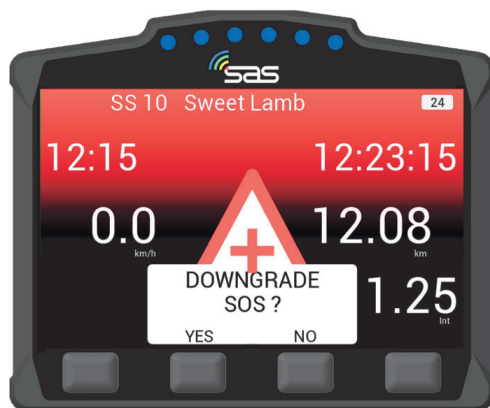 sas
SS 10 Sweet Lamb 24
12:15 12:23:15
0.0 12.08
km/h km
DOWNGRADE
SOS ?
1.25
Int
YES NO